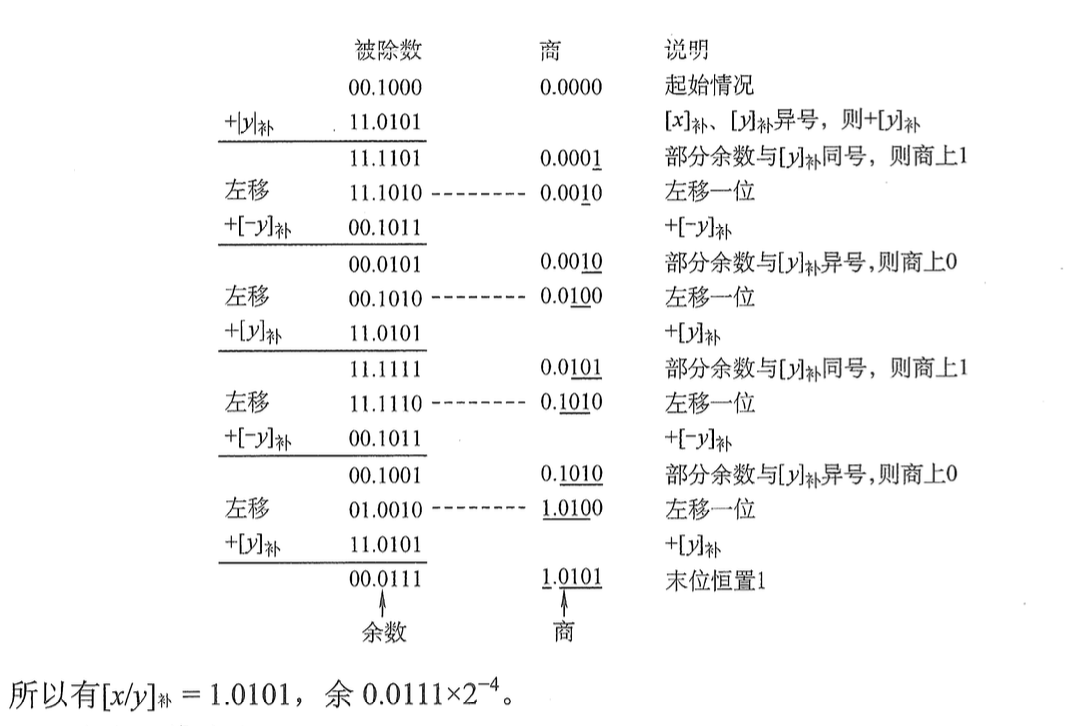 被除数 商 说明
00.1000 0.0000 起始情况
+|y|补 11.0101 [x]补、[y]补异号，则+[y]补
11.1101 0.0001 部分余数与[y]补同号，则商上1
左移 11.1010 -------- 0.0010 左移一位
+[-y]补 00.1011 +[-y]补
00.0101 0.0010 部分余数与[y]补异号,则商上0
左移 00.1010 -------- 0.0100 左移一位
+[y]补 11.0101 +[y]补
11.1111 0.0101 部分余数与[y]补同号，则商上1
左移 11.1110 -------- 0.1010 左移一位
+[-y]补 00.1011 +[-y]补
00.1001 0.1010 部分余数与[y]补异号,则商上0
左移 01.0010 -------- 1.0100 左移一位
+[y]补 11.0101 +[y]补
00.0111 1.0101 末位恒置1
余数 商
所以有[x/y]补 = 1.0101，余 0.0111×2⁻⁴。